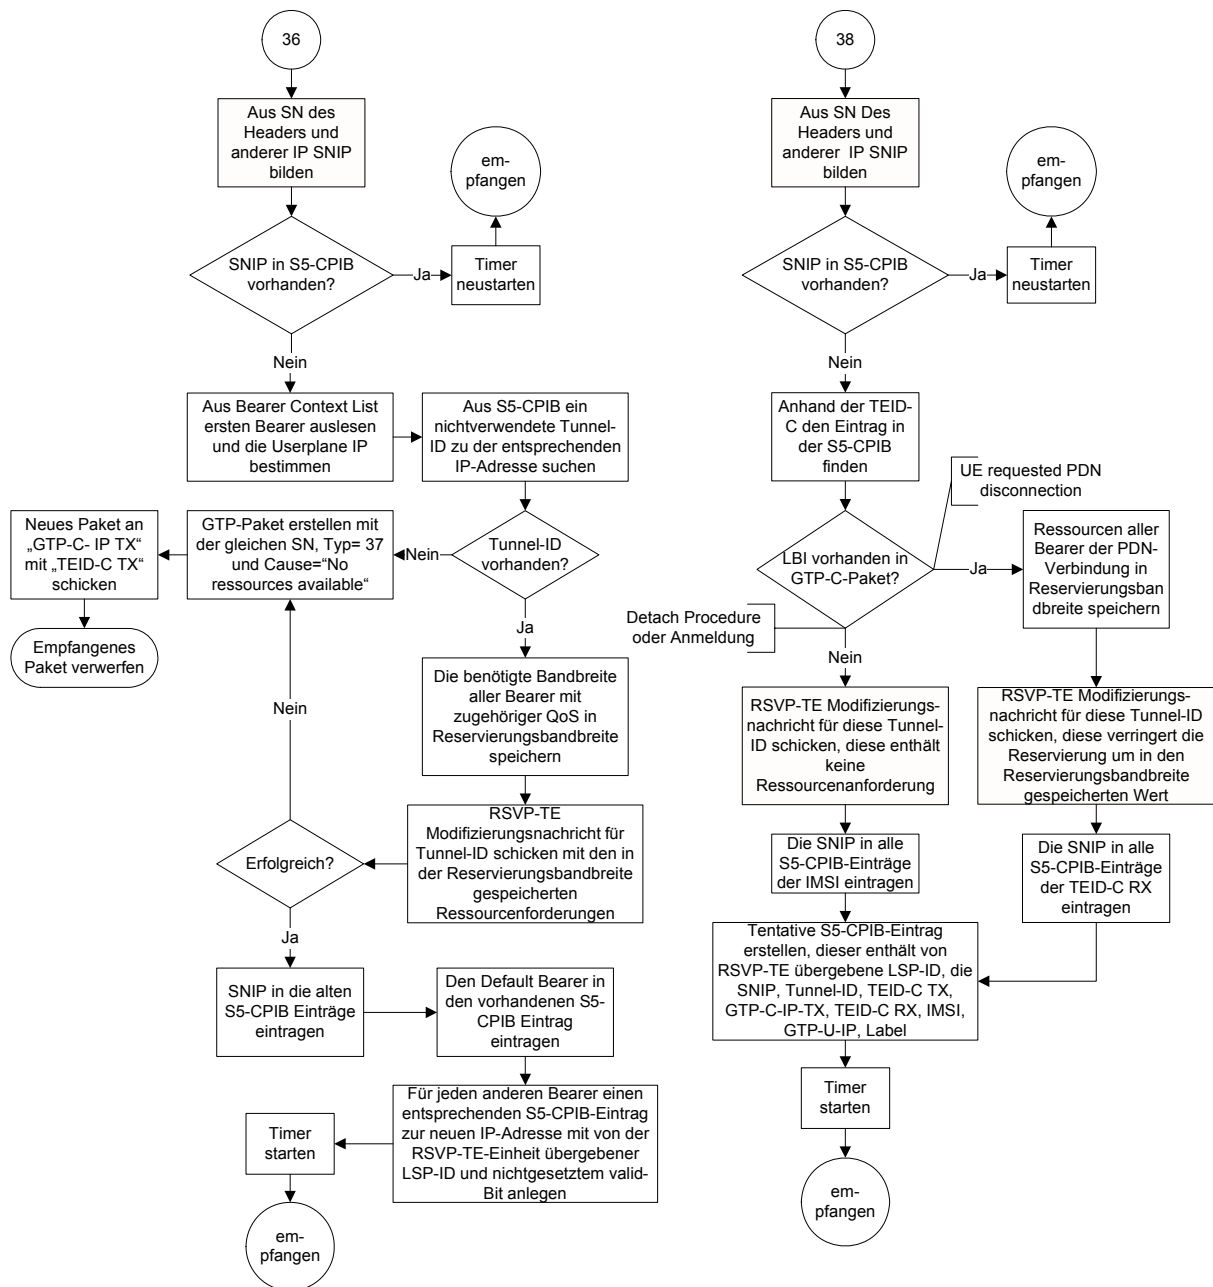 36
Aus SN des
Headers und
anderer IP SNIP
bilden
em-
pfangen
SNIP in S5-CPIB
vorhanden?
Ja
Timer
neustarten
Nein
Aus Bearer Context List
ersten Bearer auslesen
und die Userplane IP
bestimmen
Aus S5-CPIB ein
nichtverwendete Tunnel-
ID zu der entsprechenden
IP-Adresse suchen
Tunnel-ID
vorhanden?
Nein
GTP-Paket erstellen mit
der gleichen SN, Typ= 37
und Cause=“No
ressources available“
Neues Paket an
„GTP-C- IP TX“
mit „TEID-C TX“
schicken
Empfangenes
Paket verwerfen
Ja
Die benötigte Bandbreite
aller Bearer mit
zugehöriger QoS in
Reservierungsbandbreite
speichern
RSVP-TE
Modifizierungsnachricht für
Tunnel-ID schicken mit den in
der Reservierungsbandbreite
gespeicherten
Ressourcenforderungen
Erfolgreich?
Nein
Ja
SNIP in die alten
S5-CPIB Einträge
eintragen
Den Default Bearer in
den vorhandenen S5-
CPIB Eintrag
eintragen
Für jeden anderen Bearer einen
entsprechenden S5-CPIB-Eintrag
zur neuen IP-Adresse mit von der
RSVP-TE-Einheit übergebener
LSP-ID und nichtgesetztem valid-
Bit anlegen
Timer
starten
em-
pfangen
38
Aus SN Des
Headers und
anderer  IP SNIP
bilden
em-
pfangen
SNIP in S5-CPIB
vorhanden?
Ja
Timer
neustarten
Nein
Anhand der TEID-
C den Eintrag in
der S5-CPIB
finden
UE requested PDN
disconnection
LBI vorhanden in
GTP-C-Paket?
Ja
Ressourcen aller
Bearer der PDN-
Verbindung in
Reservierungsban
dbreite speichern
Detach Procedure
oder Anmeldung
Nein
RSVP-TE Modifizierungs-
nachricht für diese Tunnel-
ID schicken, diese enthält
keine
Ressourcenanforderung
RSVP-TE Modifizierungs-
nachricht für diese Tunnel-ID
schicken, diese verringert die
Reservierung um in den
Reservierungsbandbreite
gespeicherten Wert
Die SNIP in alle
S5-CPIB-Einträge
der IMSI eintragen
Die SNIP in alle
S5-CPIB-Einträge
der TEID-C RX
eintragen
Tentative S5-CPIB-Eintrag
erstellen, dieser enthält von
RSVP-TE übergebene LSP-ID, die
SNIP, Tunnel-ID, TEID-C TX,
GTP-C-IP-TX, TEID-C RX, IMSI,
GTP-U-IP, Label
Timer
starten
em-
pfangen